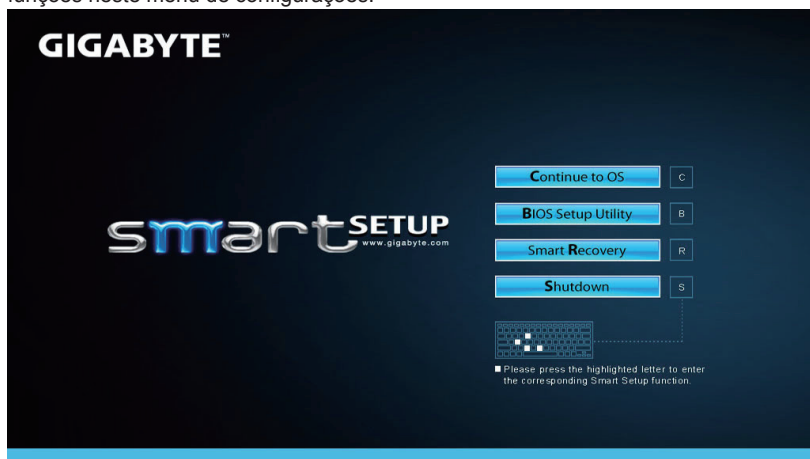 funções neste menu de configurações.
GIGABYTE™
smart SETUP
www.gigabyte.com
Continue to OS C
BIOS Setup Utility B
Smart Recovery R
Shutdown S
Please press the highlighted letter to enter
the corresponding Smart Setup function.